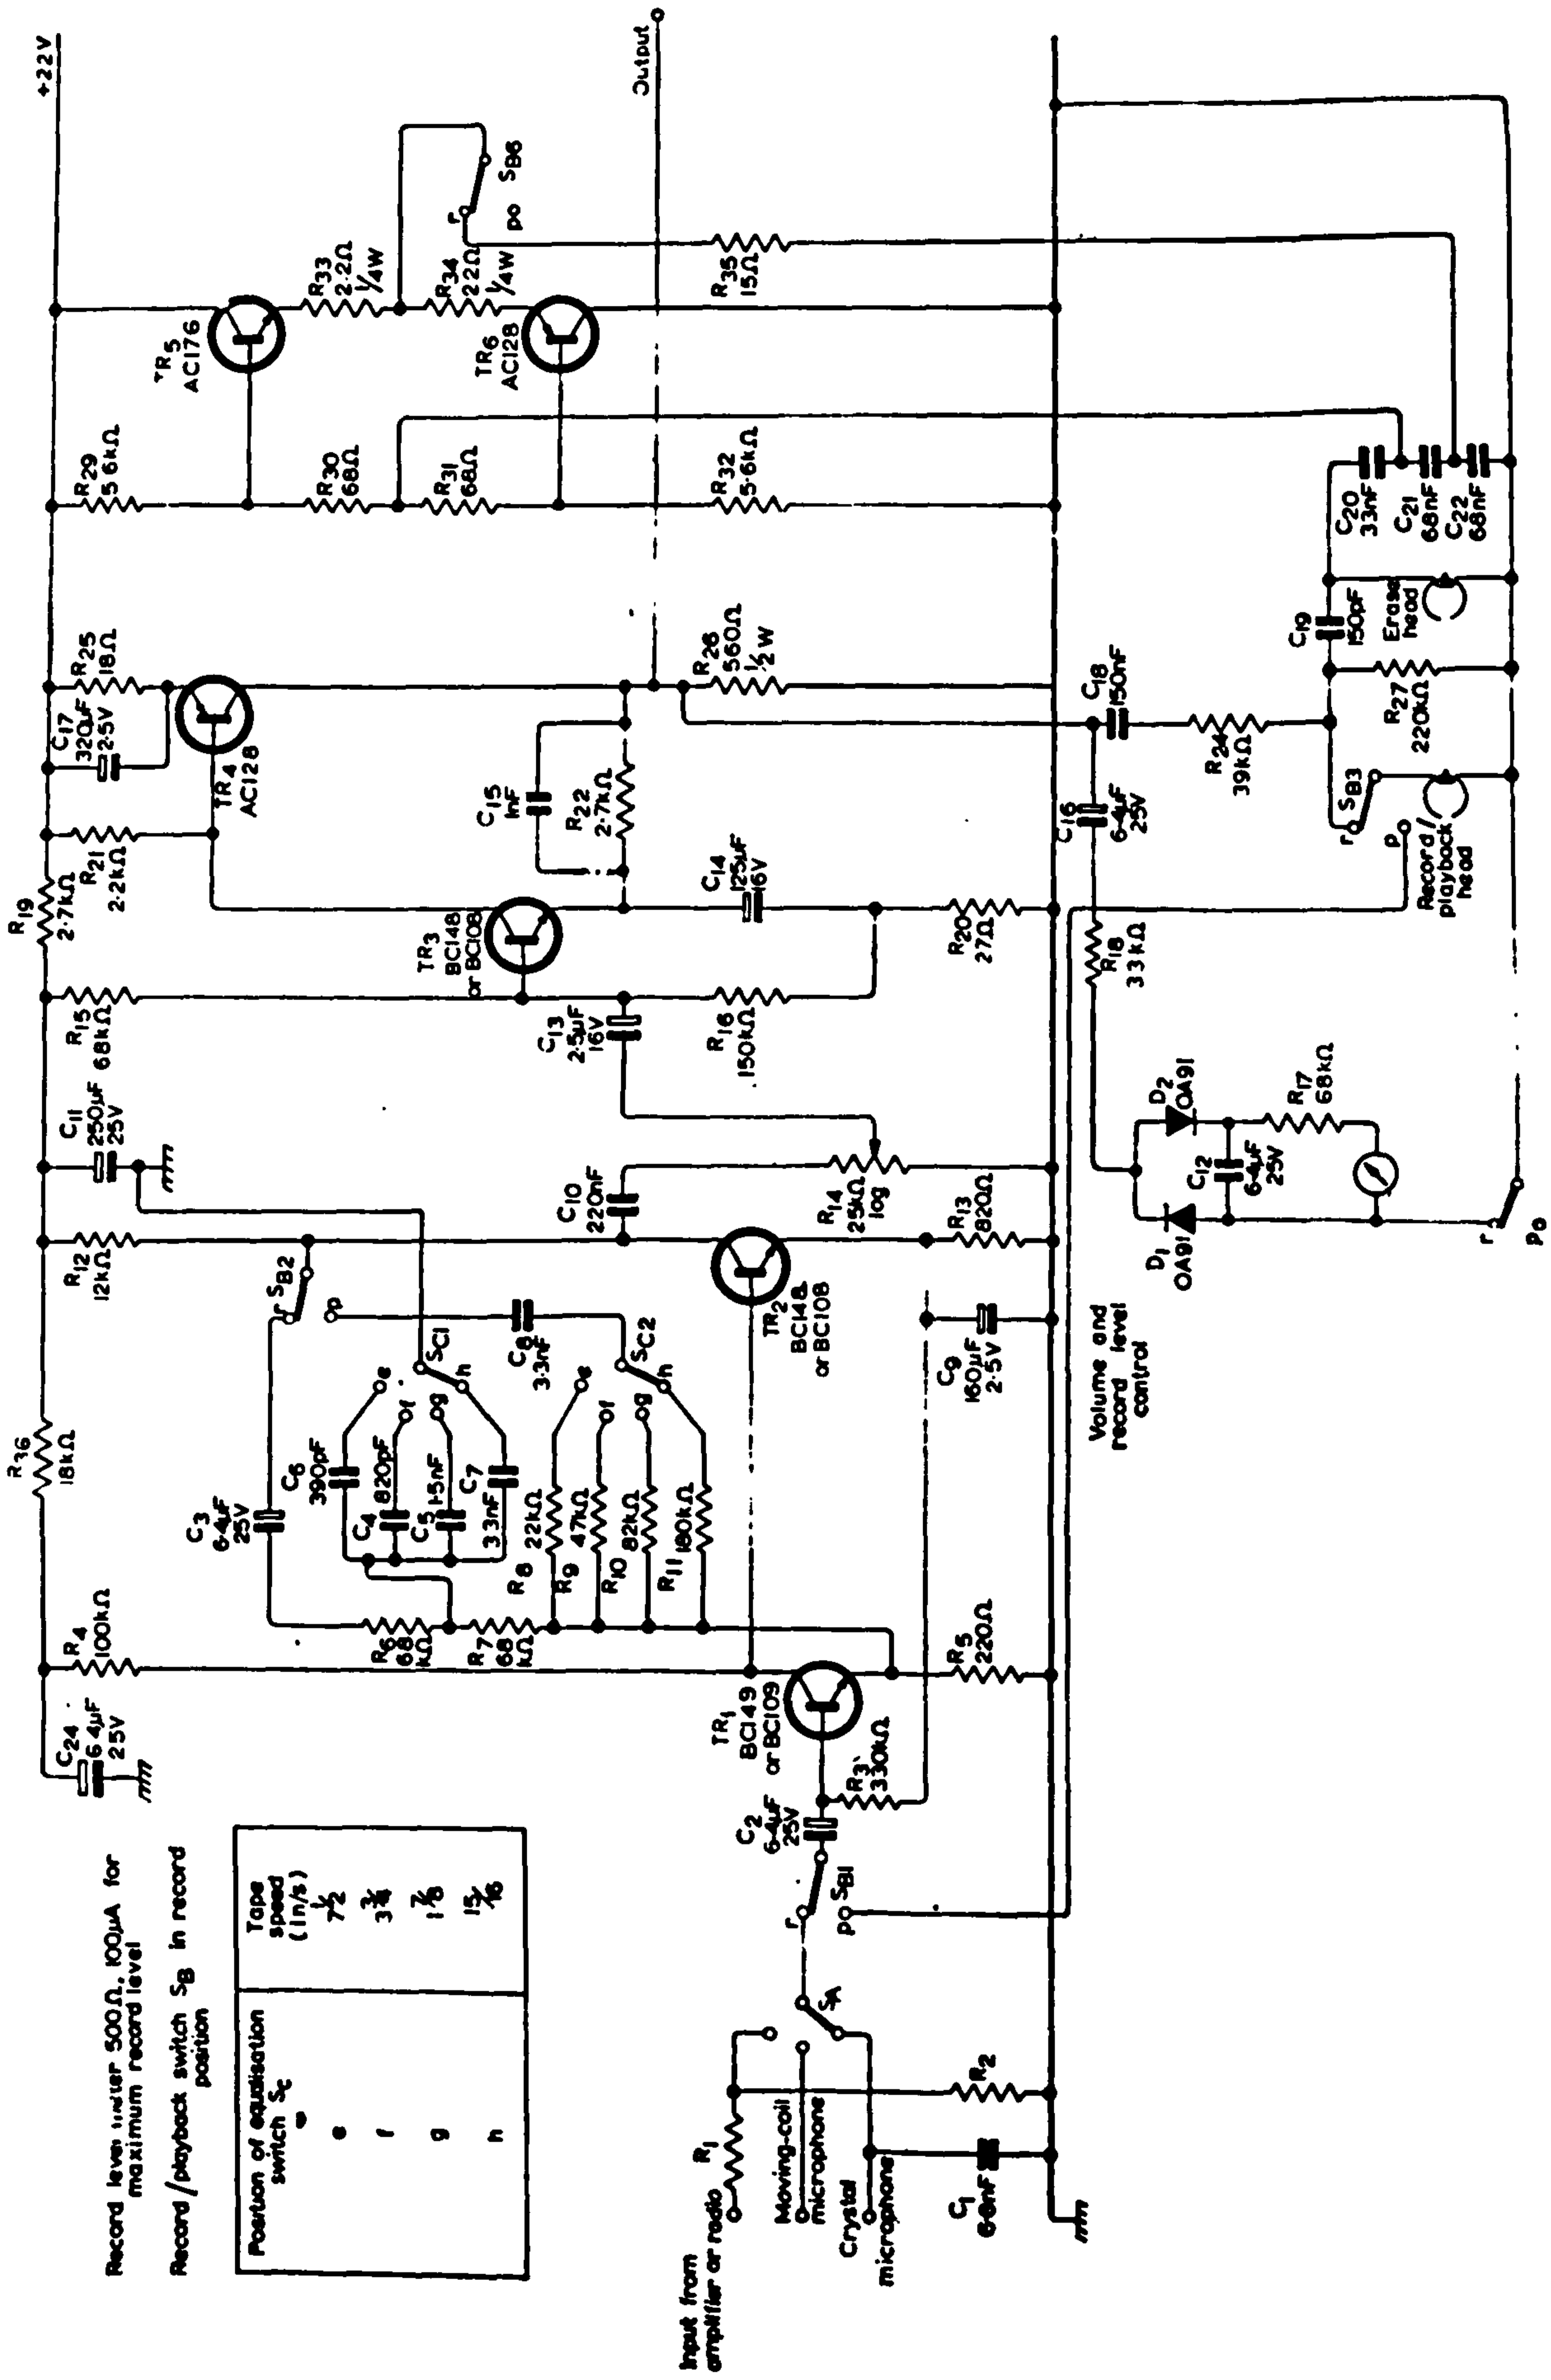 Record level meter 500Ω, 100μA for
maximum record level
Record/playback switch SB in record
position
Position of equalisation
switch SC
Tape
speed
(in/s)
e
7½
f
3¾
g
1⅞
h
15/16
+22V
C24
6·4μF
25V
R4
100kΩ
R36
18kΩ
R12
12kΩ
C11
250μF
25V
R15
68kΩ
R19
2·7kΩ
R21
2·2kΩ
C17
320μF
2·5V
R25
18Ω
R29
5·6kΩ
TR5
AC176
R33
2·2Ω
¼W
C3
6·4μF
25V
r
SB2
p
TR4
AC128
R30
68Ω
R31
68Ω
TR6
AC128
R34
2·2Ω
¼W
r
po
SB6
R6
68
kΩ
R7
68
kΩ
C6
390pF
C4
820pF
C5
1·5nF
C7
3·3nF
e
f
g
h
SC1
C8
3·3nF
R8
22kΩ
R9
47kΩ
R10
82kΩ
R11
180kΩ
e
f
g
h
SC2
TR3
BC148
or BC108
C15
1nF
R22
2·7kΩ
Output
C10
220nF
C13
2·5μF
16V
C14
125μF
16V
R26
560Ω
½W
R32
5·6kΩ
R35
15Ω
TR1
BC149
or BC109
TR2
BC148
or BC108
R14
25kΩ
log
R16
150kΩ
Input from
amplifier or radio
R1
Moving-coil
microphone
Crystal
microphone
SA
r
p
SB1
C2
6·4μF
25V
R3
330kΩ
R5
220Ω
C9
160μF
2·5V
R13
820Ω
R20
27Ω
C1
6·8nF
R2
Volume and
record level
control
R18
33kΩ
C16
6·4μF
25V
C18
150nF
D1
OA91
D2
OA91
C12
6·4μF
25V
R17
68kΩ
R24
39kΩ
r
p
SB3
Record/
playback
head
R27
220kΩ
C19
150pF
Erase
head
C20
33nF
C21
68nF
C22
68nF
r
po